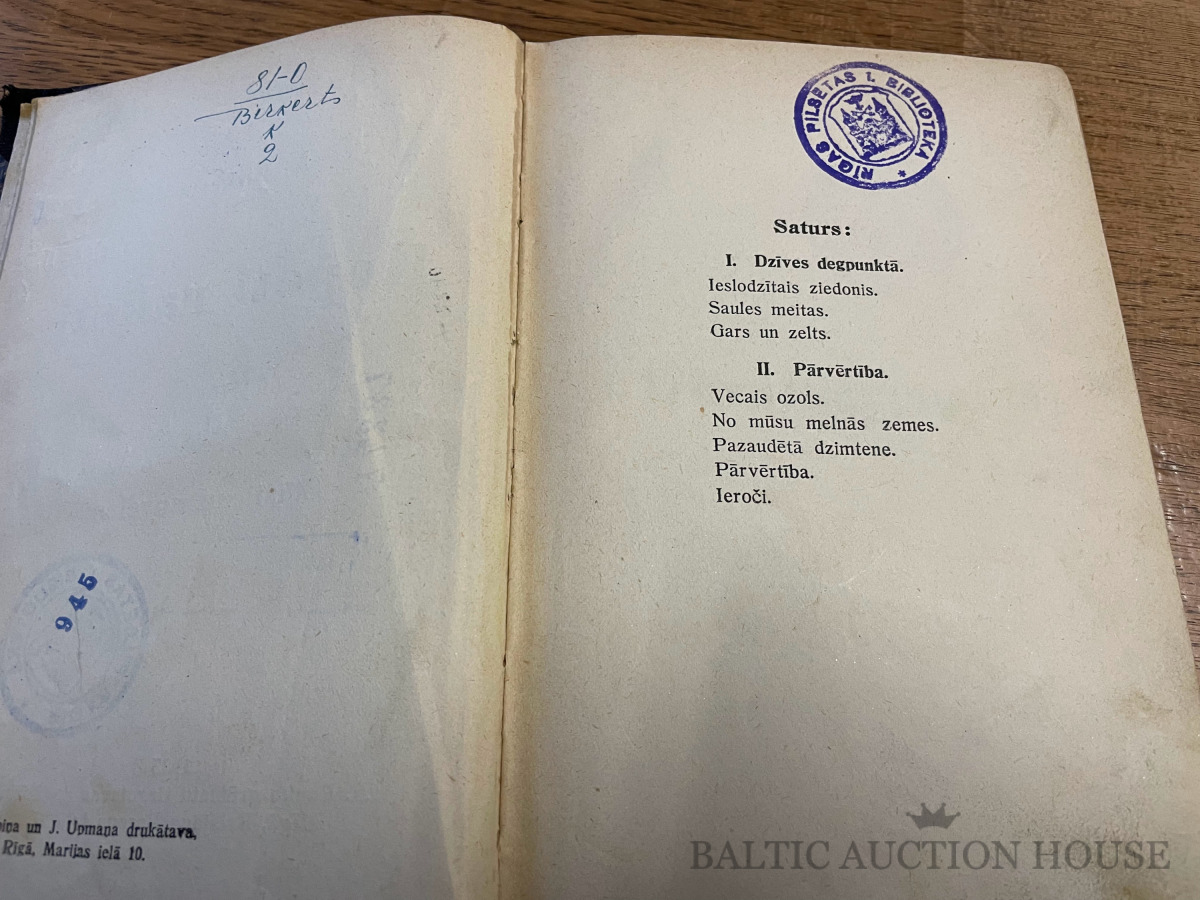 81-0
Birkerts
K
2
945
un J. Upmaņa drukātava,
Rīgā, Marijas ielā 10.
RĪGAS PILSĒTAS 1. BIBLIOTEKA *
Saturs:
I. Dzīves degpunktā.
Ieslodzītais ziedonis.
Saules meitas.
Gars un zelts.
II. Pārvērtība.
Vecais ozols.
No mūsu melnās zemes.
Pazaudētā dzimtene.
Pārvērtība.
Ieroči.
BALTIC AUCTION HOUSE